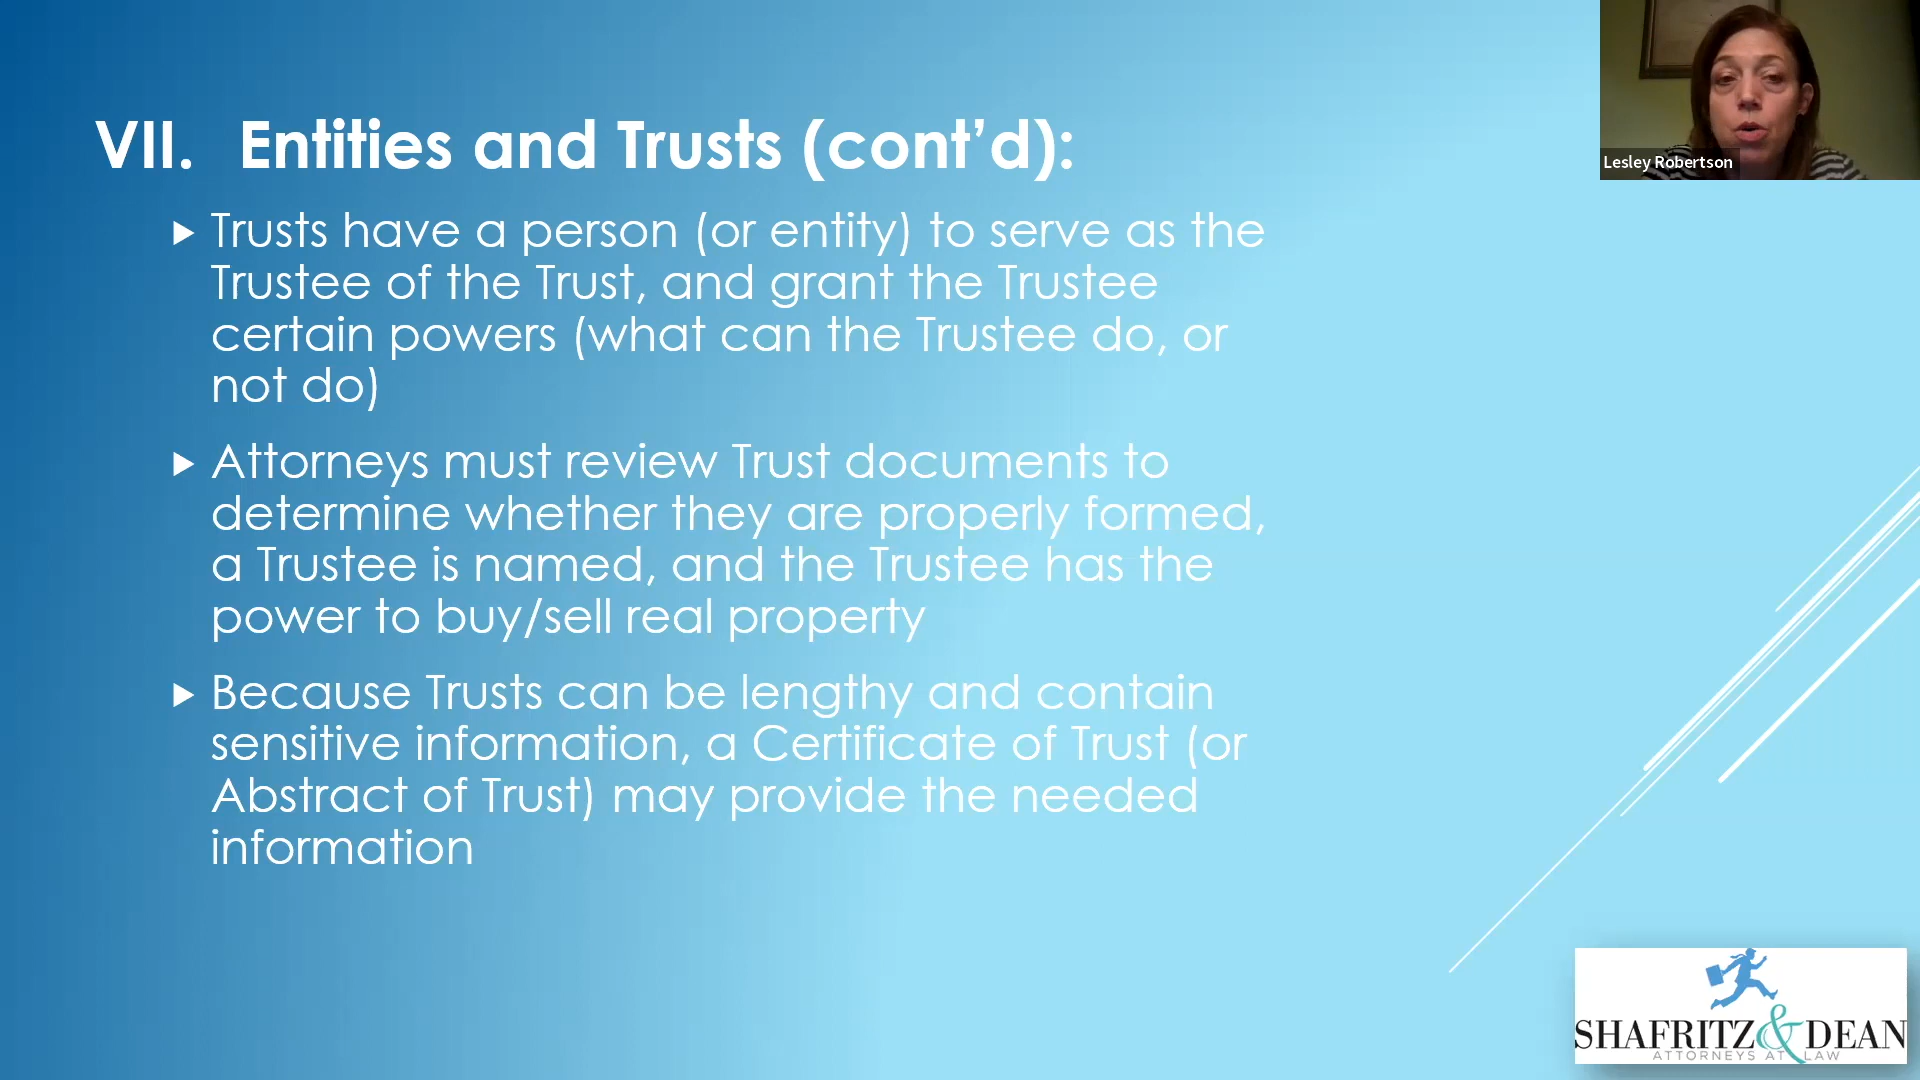 VII. Entities and Trusts (cont’d):
Trusts have a person (or entity) to serve as the
Trustee of the Trust, and grant the Trustee
certain powers (what can the Trustee do, or
not do)
Attorneys must review Trust documents to
determine whether they are properly formed,
a Trustee is named, and the Trustee has the
power to buy/sell real property
Because Trusts can be lengthy and contain
sensitive information, a Certificate of Trust (or
Abstract of Trust) may provide the needed
information
Lesley Robertson
SHAFRITZ & DEAN
ATTORNEYS AT LAW